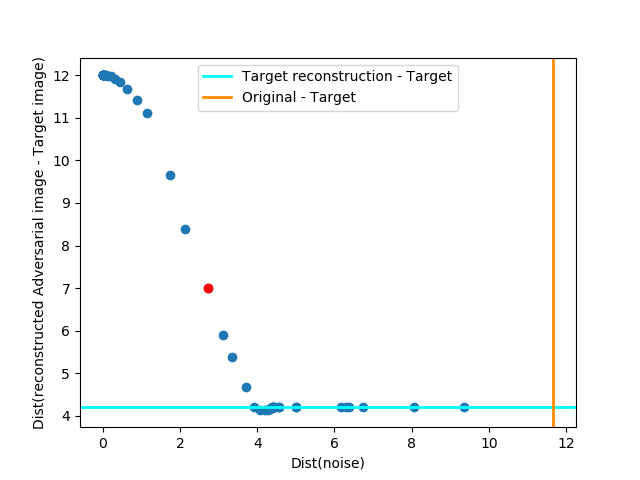 Target reconstruction - Target
Original - Target
Dist(reconstructed Adversarial image - Target image)
12
11
10
9
8
7
6
5
4
0 2 4 6 8 10 12
Dist(noise)